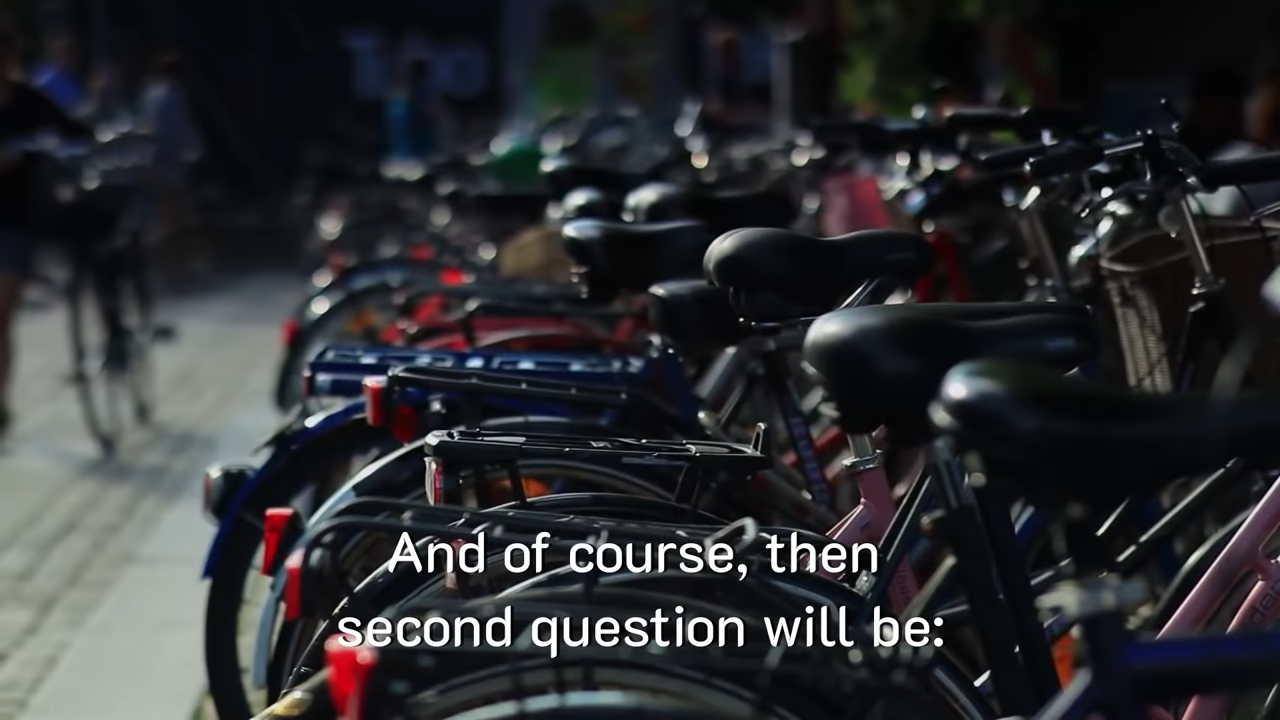 And of course, then
second question will be: